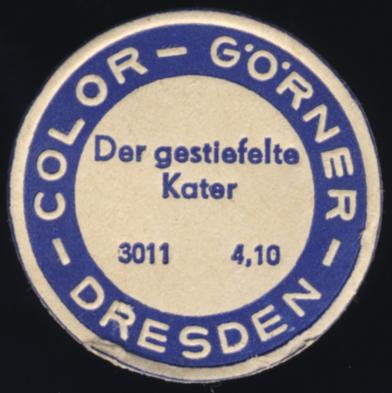 COLOR – GÖRNER – DRESDEN –
Der gestiefelte
Kater
3011 4,10